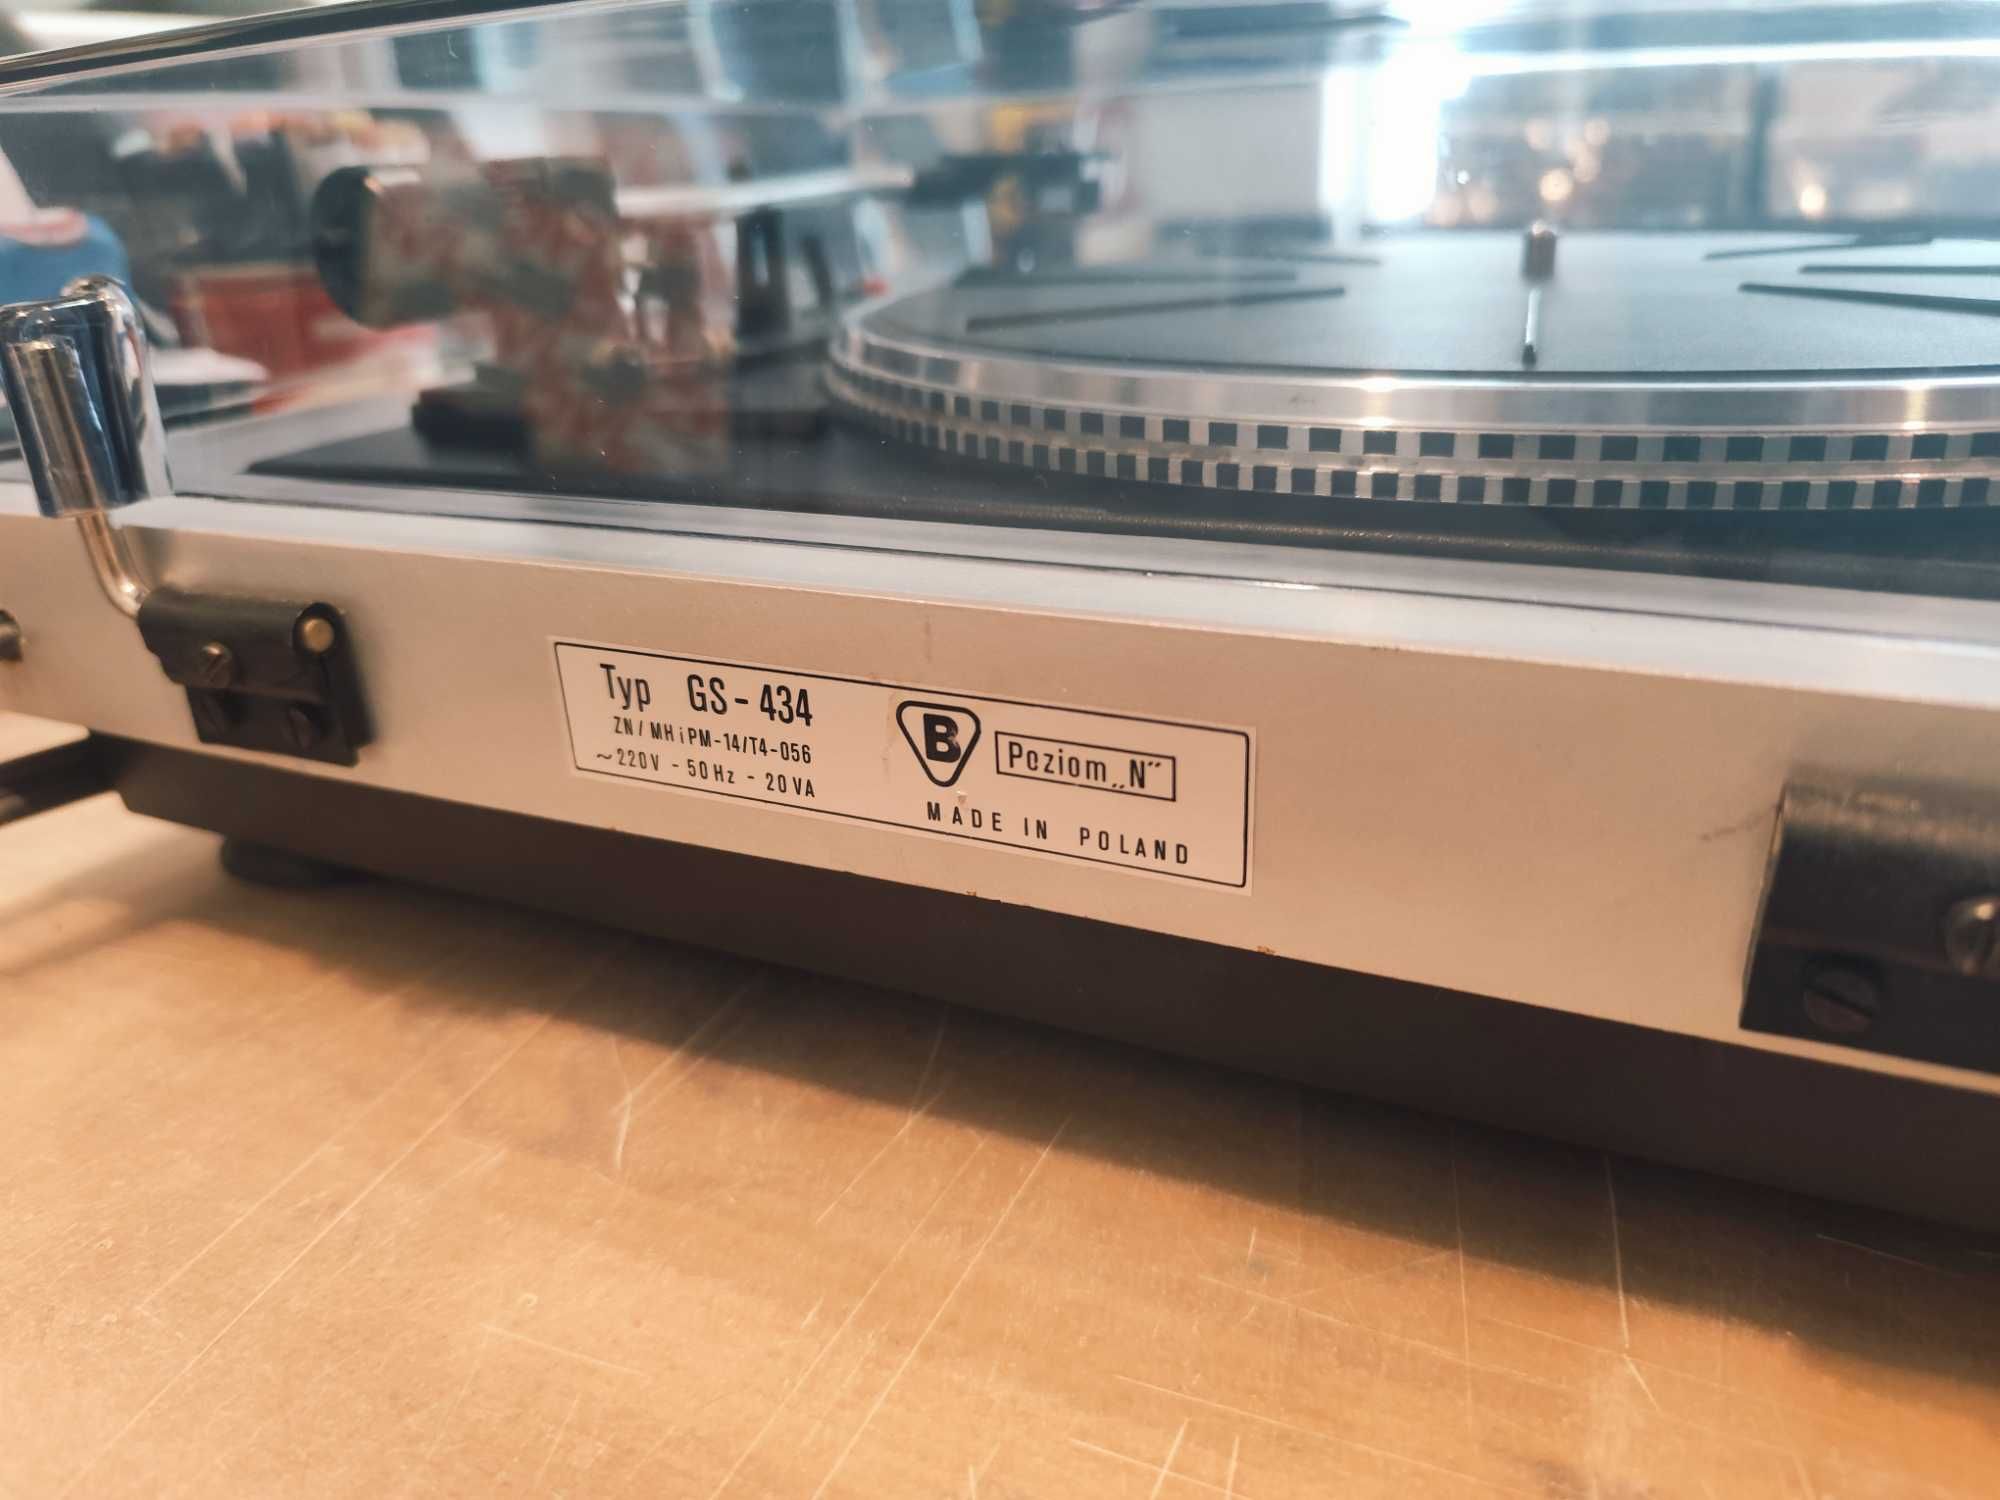 Typ GS-434
ZN/MHiPM-14/T4-056
~220V - 50Hz - 20VA
B
Poziom „N”
MADE IN POLAND